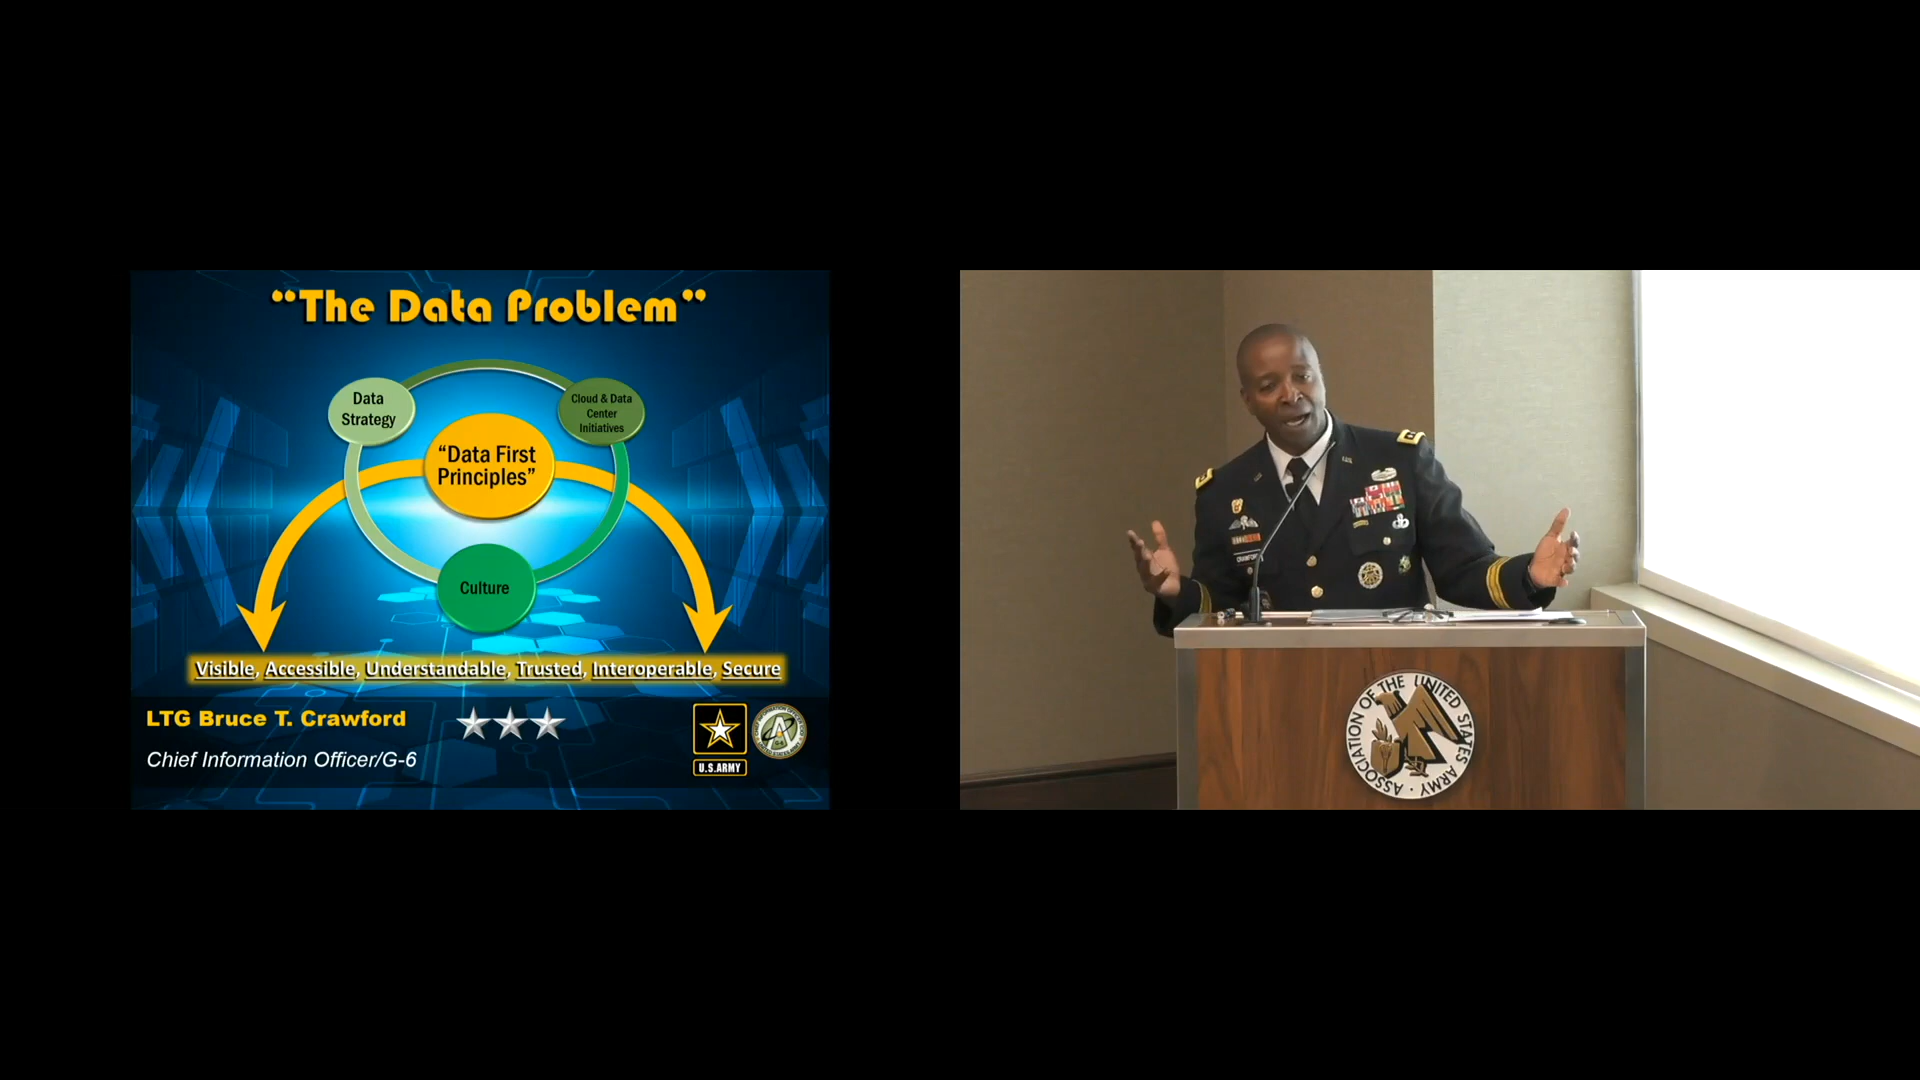 “The Data Problem”
Data
Strategy
Cloud & Data
Center
Initiatives
“Data First
Principles”
Culture
Visible, Accessible, Understandable, Trusted, Interoperable, Secure
LTG Bruce T. Crawford
Chief Information Officer/G-6
U.S.ARMY
CRAWFORD
ASSOCIATION OF THE UNITED STATES ARMY